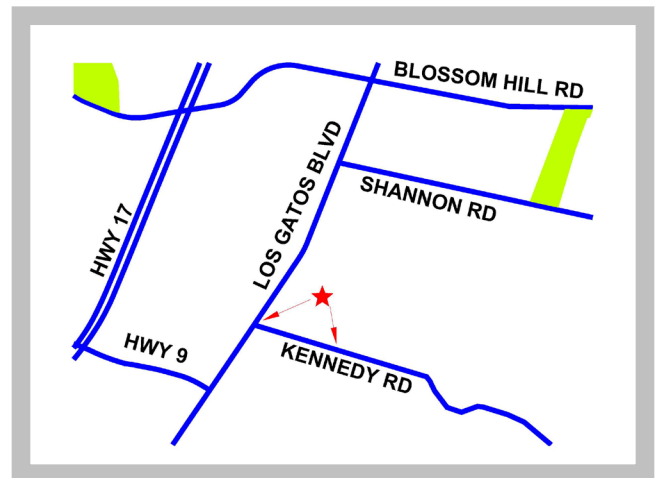 BLOSSOM HILL RD
LOS GATOS BLVD
SHANNON RD
HWY 17
HWY 9
KENNEDY RD